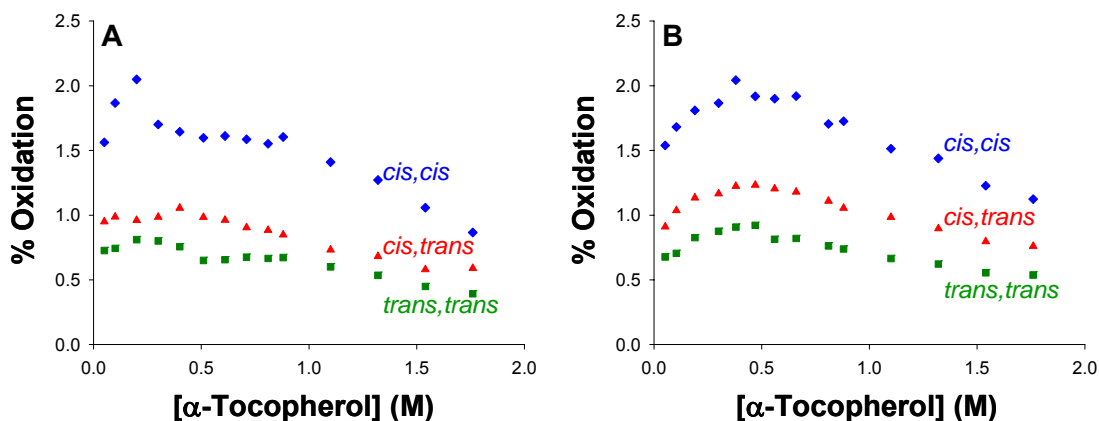 A
% Oxidation
2.5
2.0
1.5
1.0
0.5
0.0
cis,cis
cis,trans
trans,trans
0.0 0.5 1.0 1.5 2.0
[α-Tocopherol] (M)
B
% Oxidation
2.5
2.0
1.5
1.0
0.5
0.0
cis,cis
cis,trans
trans,trans
0.0 0.5 1.0 1.5 2.0
[α-Tocopherol] (M)